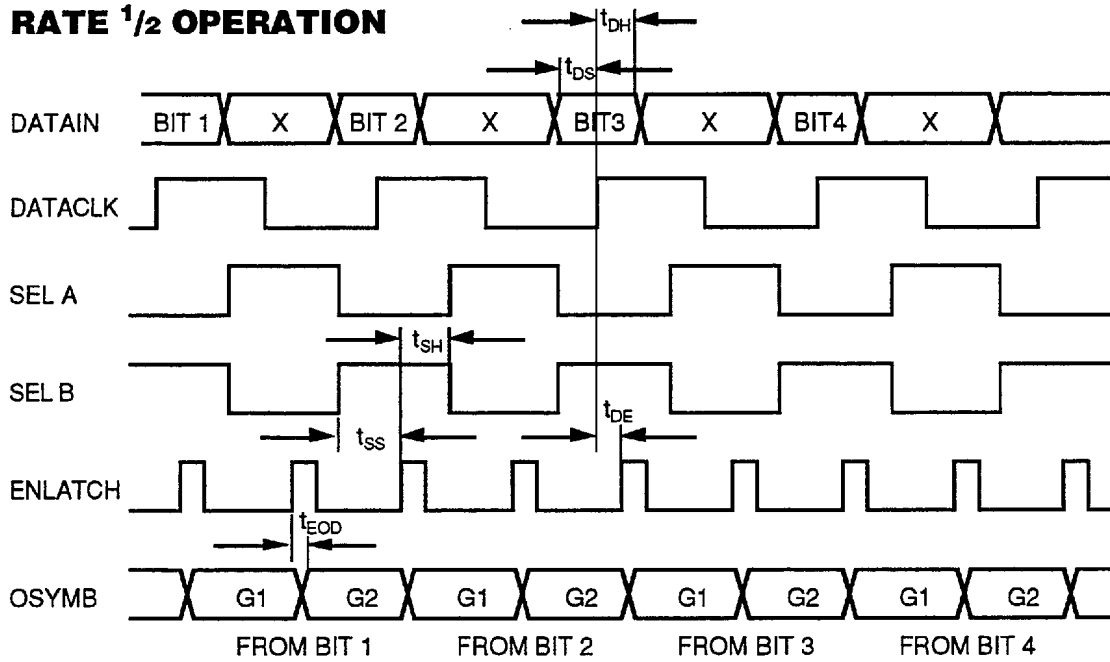 RATE 1/2 OPERATION
tDH
tDS
DATAIN BIT 1 X BIT 2 X BIT3 X BIT4 X
DATACLK
SEL A
tSH
SEL B
tDE
tSS
ENLATCH
tEOD
OSYMB G1 G2 G1 G2 G1 G2 G1 G2
FROM BIT 1 FROM BIT 2 FROM BIT 3 FROM BIT 4